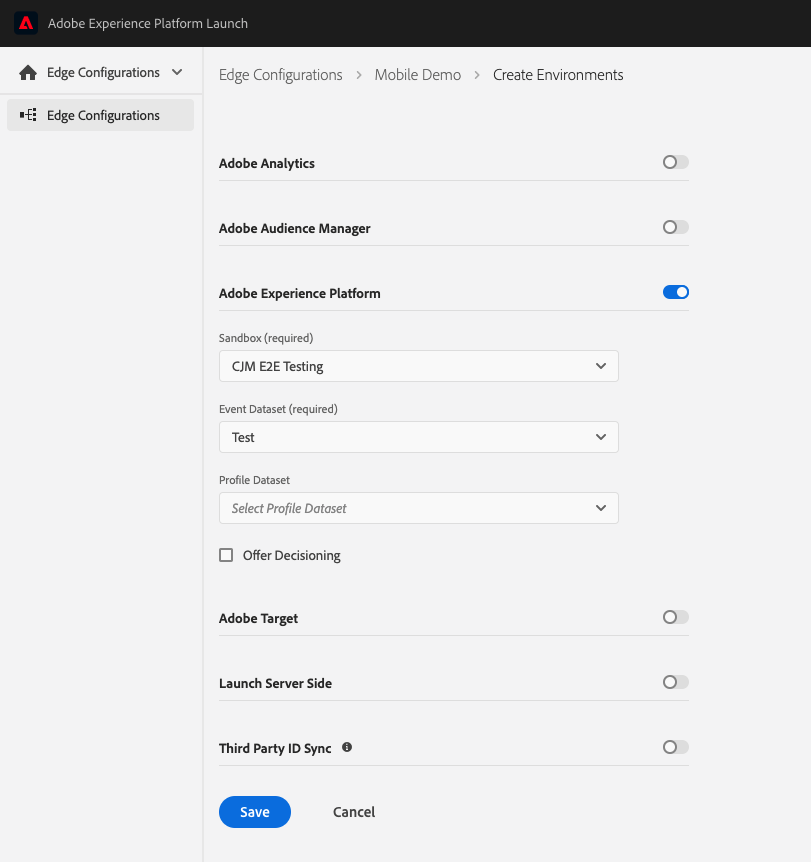 Adobe Experience Platform Launch
Edge Configurations
Edge Configurations > Mobile Demo > Create Environments
Edge Configurations
Adobe Analytics
Adobe Audience Manager
Adobe Experience Platform
Sandbox (required)
CJM E2E Testing
Event Dataset (required)
Test
Profile Dataset
Select Profile Dataset
Offer Decisioning
Adobe Target
Launch Server Side
Third Party ID Sync
Save
Cancel